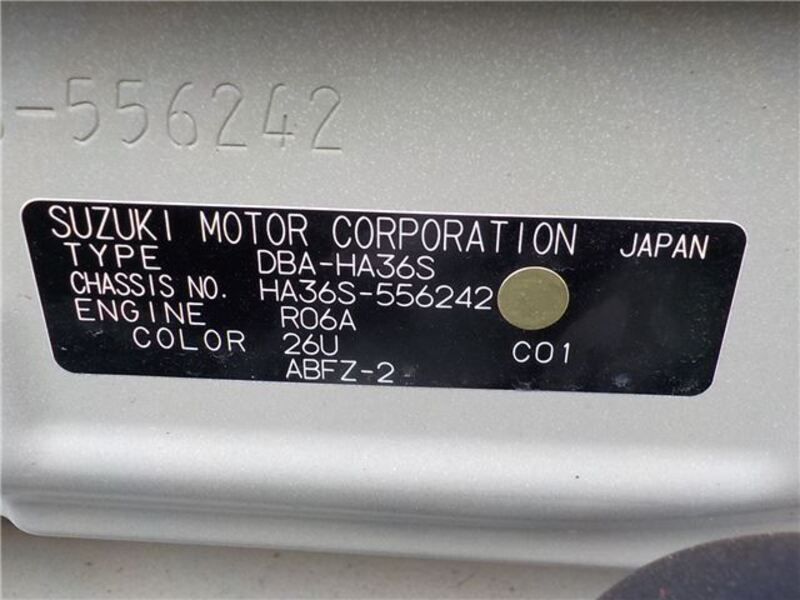 -556242
SUZUKI MOTOR CORPORATION JAPAN
TYPE DBA-HA36S
CHASSIS NO. HA36S-556242
ENGINE R06A
COLOR 26U C01
ABFZ-2